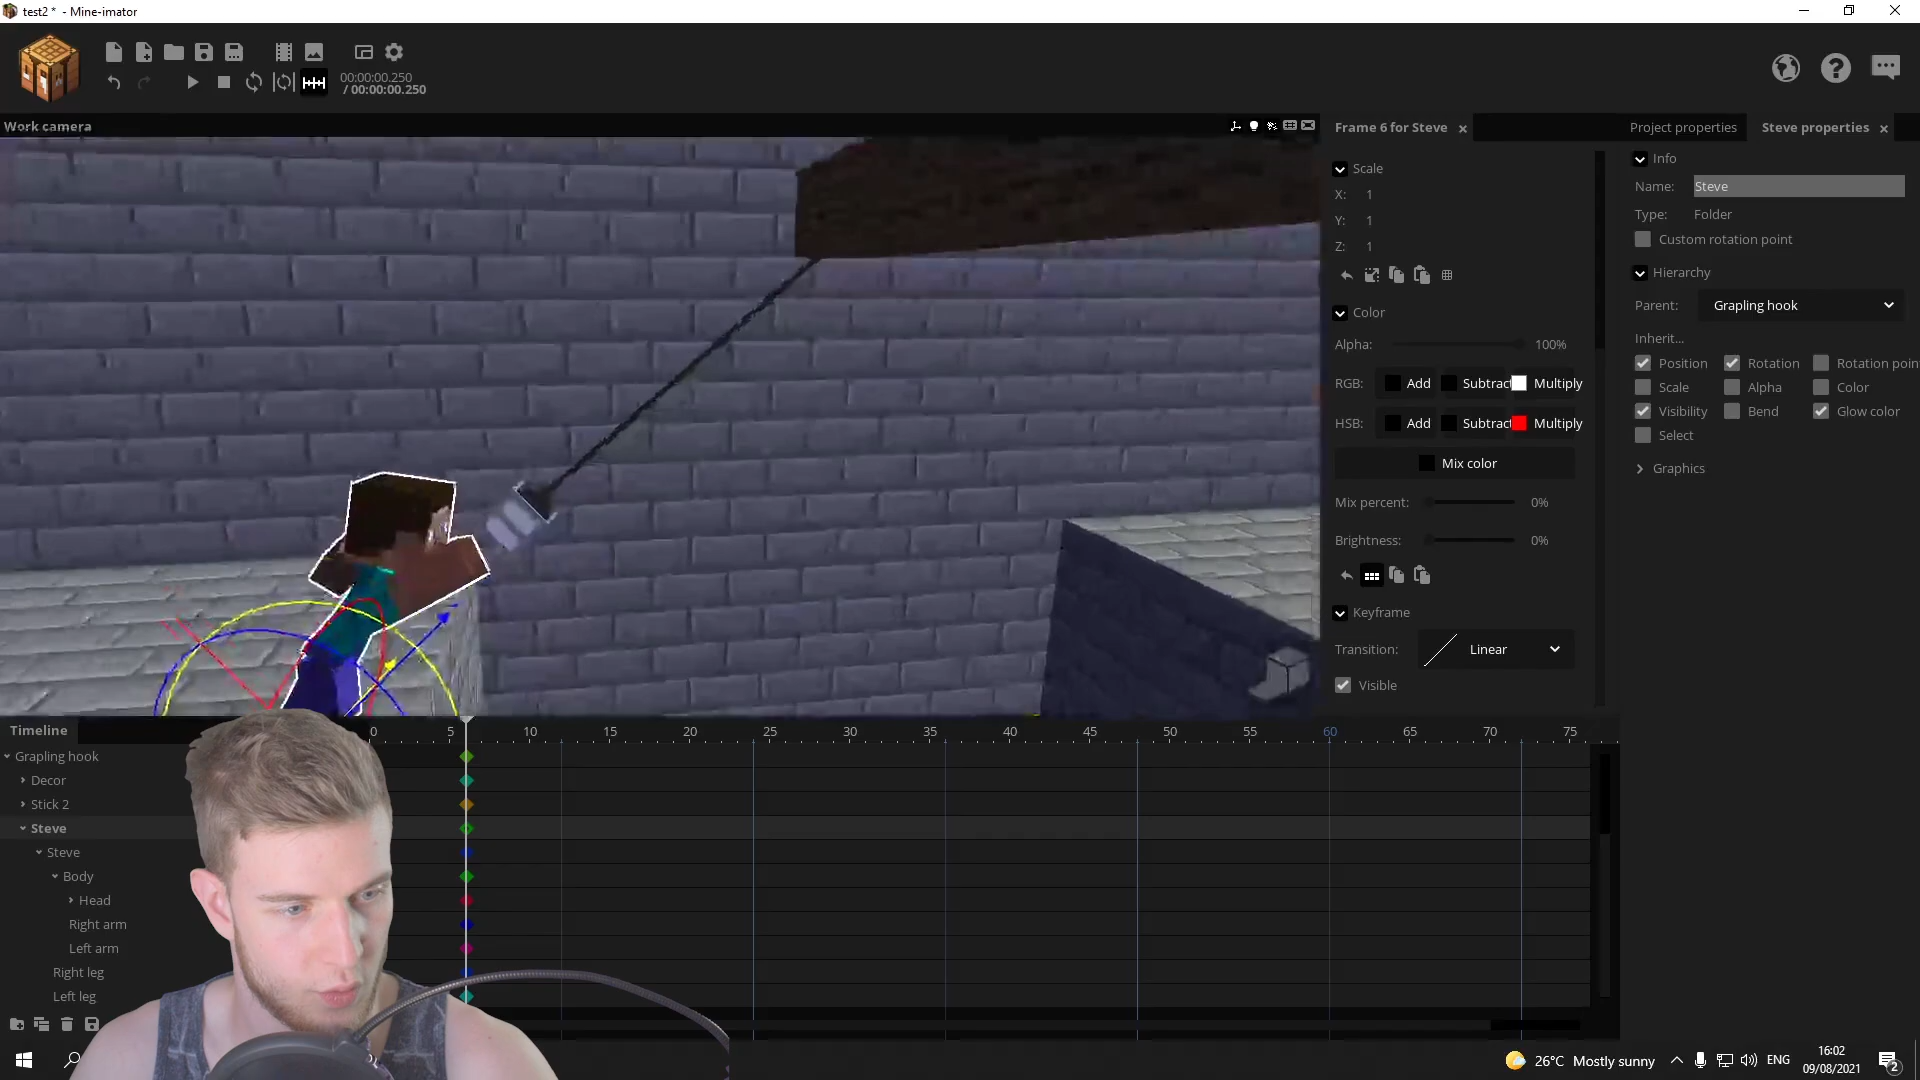 test2 * - Mine-imator
00:00:00.250
/ 00:00:00.250
Work camera
Frame 6 for Steve
Scale
X: 1
Y: 1
Z: 1
Color
Alpha: 100%
RGB: Add Subtract Multiply
HSB: Add Subtract Multiply
Mix color
Mix percent: 0%
Brightness: 0%
Keyframe
Transition: Linear
Visible
Project properties
Steve properties
Info
Name: Steve
Type: Folder
Custom rotation point
Hierarchy
Parent: Grapling hook
Inherit...
Position Rotation Rotation poin
Scale Alpha Color
Visibility Bend Glow color
Select
Graphics
Timeline
0 5 10 15 20 25 30 35 40 45 50 55 60 65 70 75
Grapling hook
Decor
Stick 2
Steve
Steve
Body
Head
Right arm
Left arm
Right leg
Left leg
26°C Mostly sunny
ENG
16:02
09/08/2021
2